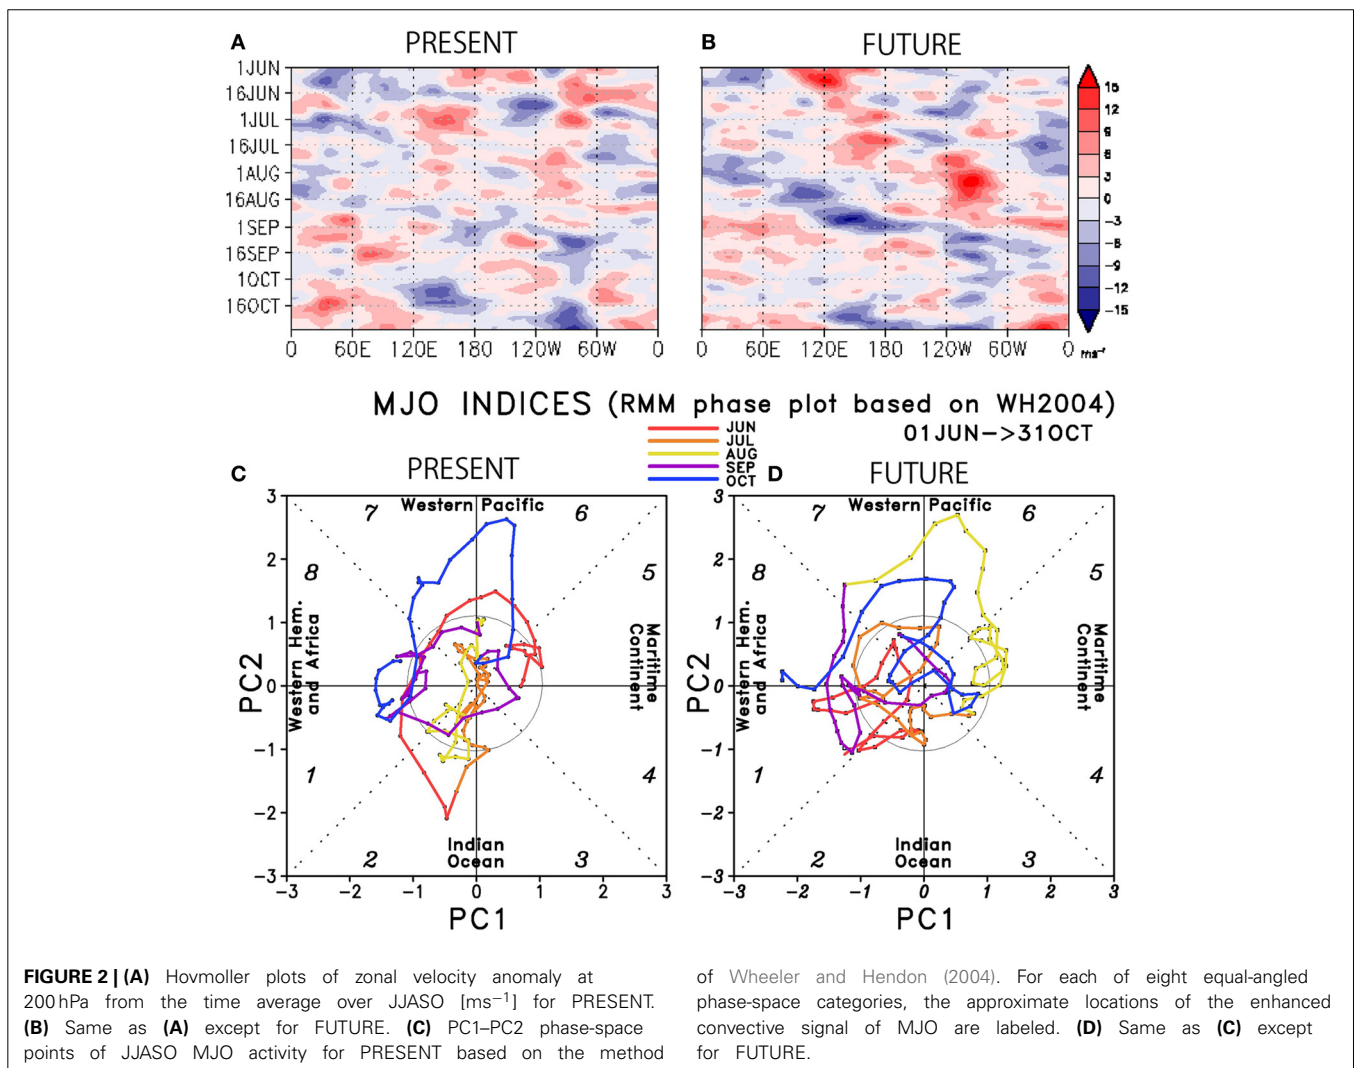 A PRESENT
B FUTURE
1JUN
16JUN
1JUL
16JUL
1AUG
16AUG
1SEP
16SEP
1OCT
16OCT
0 60E 120E 180 120W 60W 0
0 60E 120E 180 120W 60W 0
15
12
9
6
3
0
-3
-6
-9
-12
-15
ms⁻¹
MJO INDICES (RMM phase plot based on WH2004)
01JUN->31OCT
JUN
JUL
AUG
SEP
OCT
C PRESENT
D FUTURE
3
2
1
0
-1
-2
-3
PC2
Western Pacific
7 6
8 5
Western Hem. and Africa
Maritime Continent
1 4
Indian
Ocean
2 3
-3 -2 -1 0 1 2 3
PC1
3
2
1
0
-1
-2
-3
PC2
Western Pacific
7 6
8 5
Western Hem. and Africa
Maritime Continent
1 4
Indian
Ocean
2 3
-3 -2 -1 0 1 2 3
PC1
FIGURE 2 | (A) Hovmoller plots of zonal velocity anomaly at
200 hPa from the time average over JJASO [ms⁻¹] for PRESENT.
(B) Same as (A) except for FUTURE. (C) PC1–PC2 phase-space
points of JJASO MJO activity for PRESENT based on the method
of Wheeler and Hendon (2004). For each of eight equal-angled
phase-space categories, the approximate locations of the enhanced
convective signal of MJO are labeled. (D) Same as (C) except
for FUTURE.